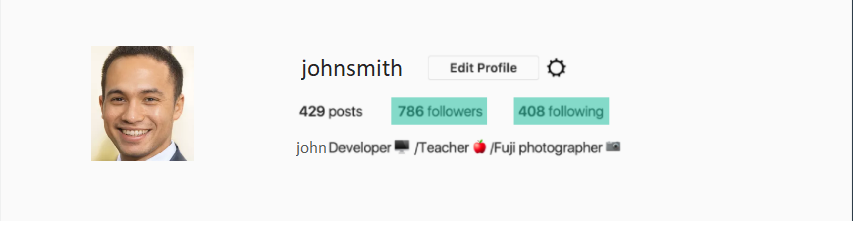 johnsmith Edit Profile
429 posts 786 followers 408 following
john Developer 🖥️ /Teacher 🍎 /Fuji photographer 📷